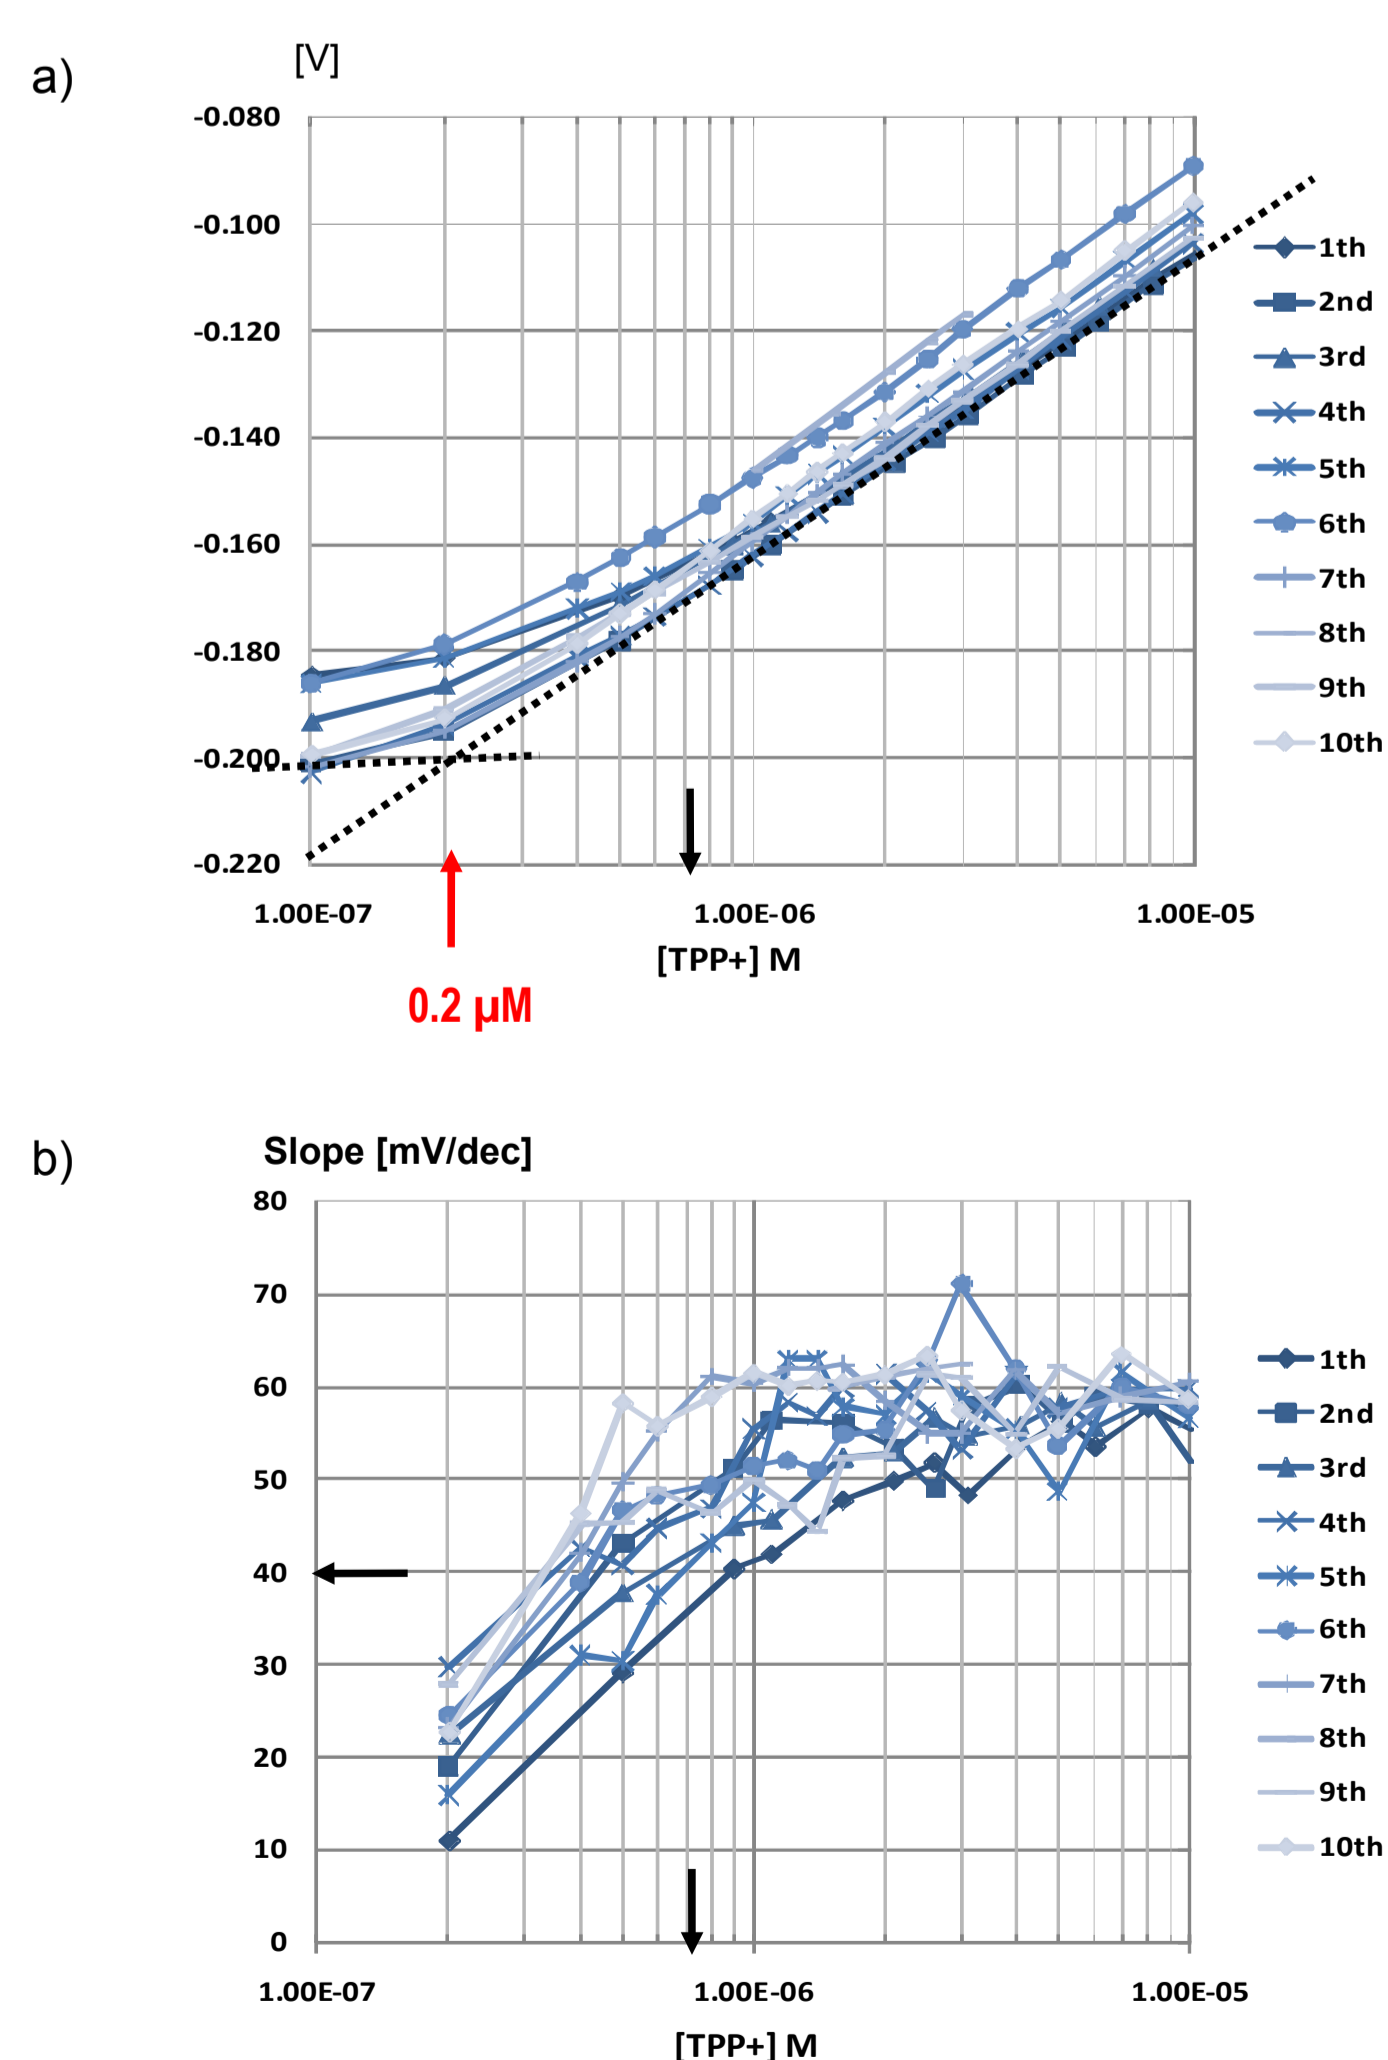 a)
[V]
-0.080
-0.100
-0.120
-0.140
-0.160
-0.180
-0.200
-0.220
1.00E-07
1.00E-06
1.00E-05
[TPP+] M
0.2 µM
1th
2nd
3rd
4th
5th
6th
7th
8th
9th
10th
b)
Slope [mV/dec]
80
70
60
50
40
30
20
10
0
1.00E-07
1.00E-06
1.00E-05
[TPP+] M
1th
2nd
3rd
4th
5th
6th
7th
8th
9th
10th